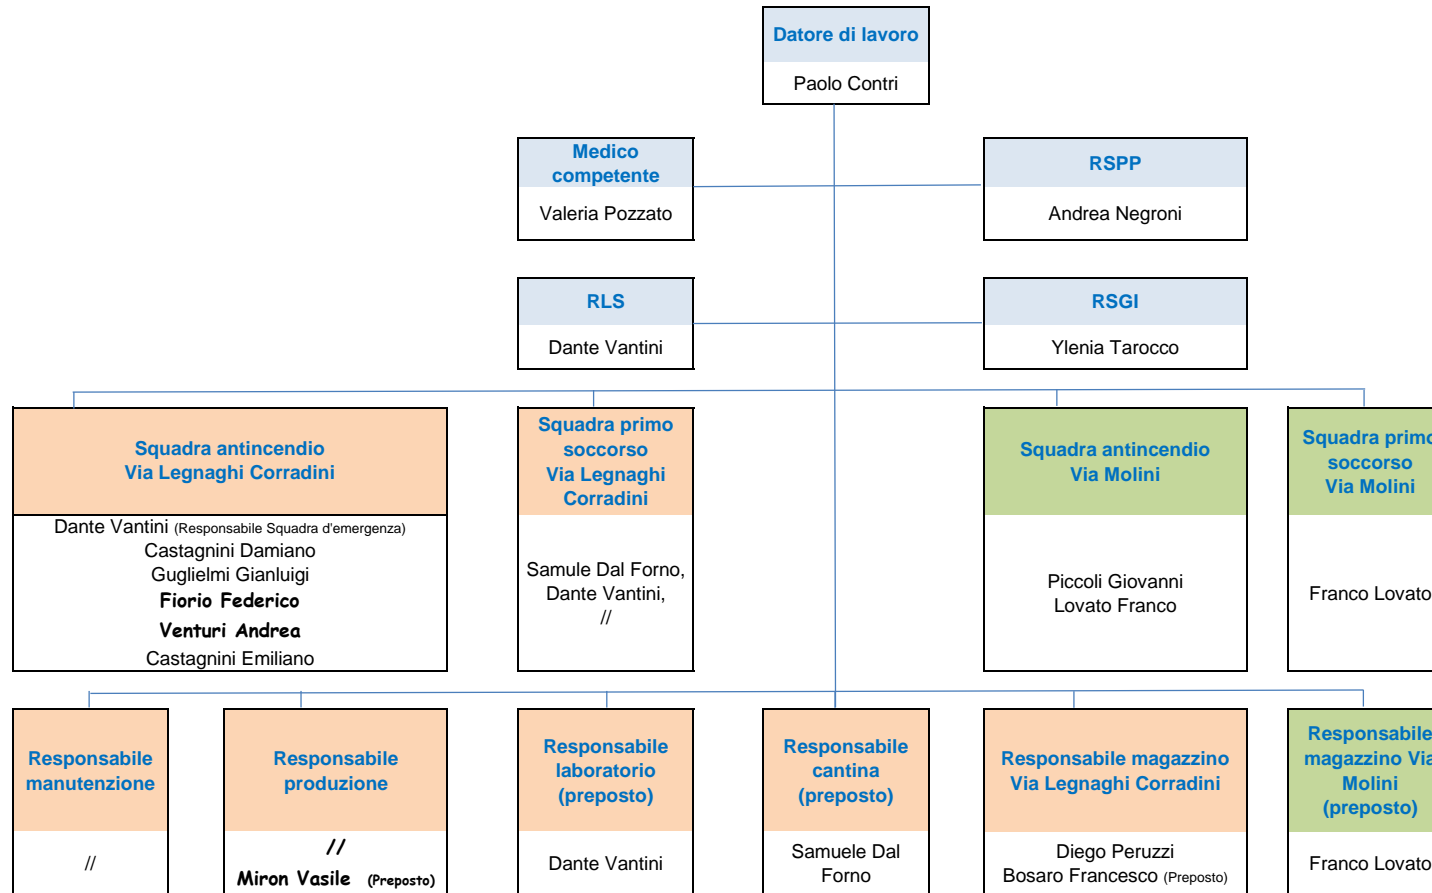 Datore di lavoro
Paolo Contri
Medico
competente
Valeria Pozzato
RSPP
Andrea Negroni
RLS
Dante Vantini
RSGI
Ylenia Tarocco
Squadra antincendio
Via Legnaghi Corradini
Dante Vantini (Responsabile Squadra d'emergenza)
Castagnini Damiano
Guglielmi Gianluigi
Fiorio Federico
Venturi Andrea
Castagnini Emiliano
Squadra primo
soccorso
Via Legnaghi
Corradini
Samule Dal Forno,
Dante Vantini,
//
Squadra antincendio
Via Molini
Piccoli Giovanni
Lovato Franco
Squadra primo
soccorso
Via Molini
Franco Lovato
Responsabile
manutenzione
//
Responsabile
produzione
//
Miron Vasile (Preposto)
Responsabile
laboratorio
(preposto)
Dante Vantini
Responsabile
cantina
(preposto)
Samuele Dal
Forno
Responsabile magazzino
Via Legnaghi Corradini
Diego Peruzzi
Bosaro Francesco (Preposto)
Responsabile
magazzino Via
Molini
(preposto)
Franco Lovato